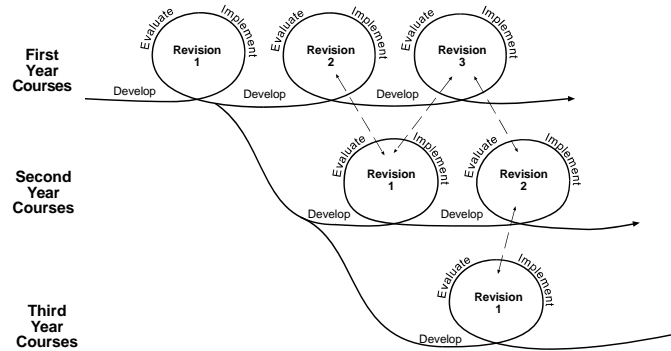 Evaluate
Implement
Revision
1
Evaluate
Implement
Revision
2
Evaluate
Implement
Revision
3
First
Year
Courses
Develop
Develop
Develop
Evaluate
Implement
Revision
1
Evaluate
Implement
Revision
2
Second
Year
Courses
Develop
Develop
Evaluate
Implement
Revision
1
Third
Year
Courses
Develop